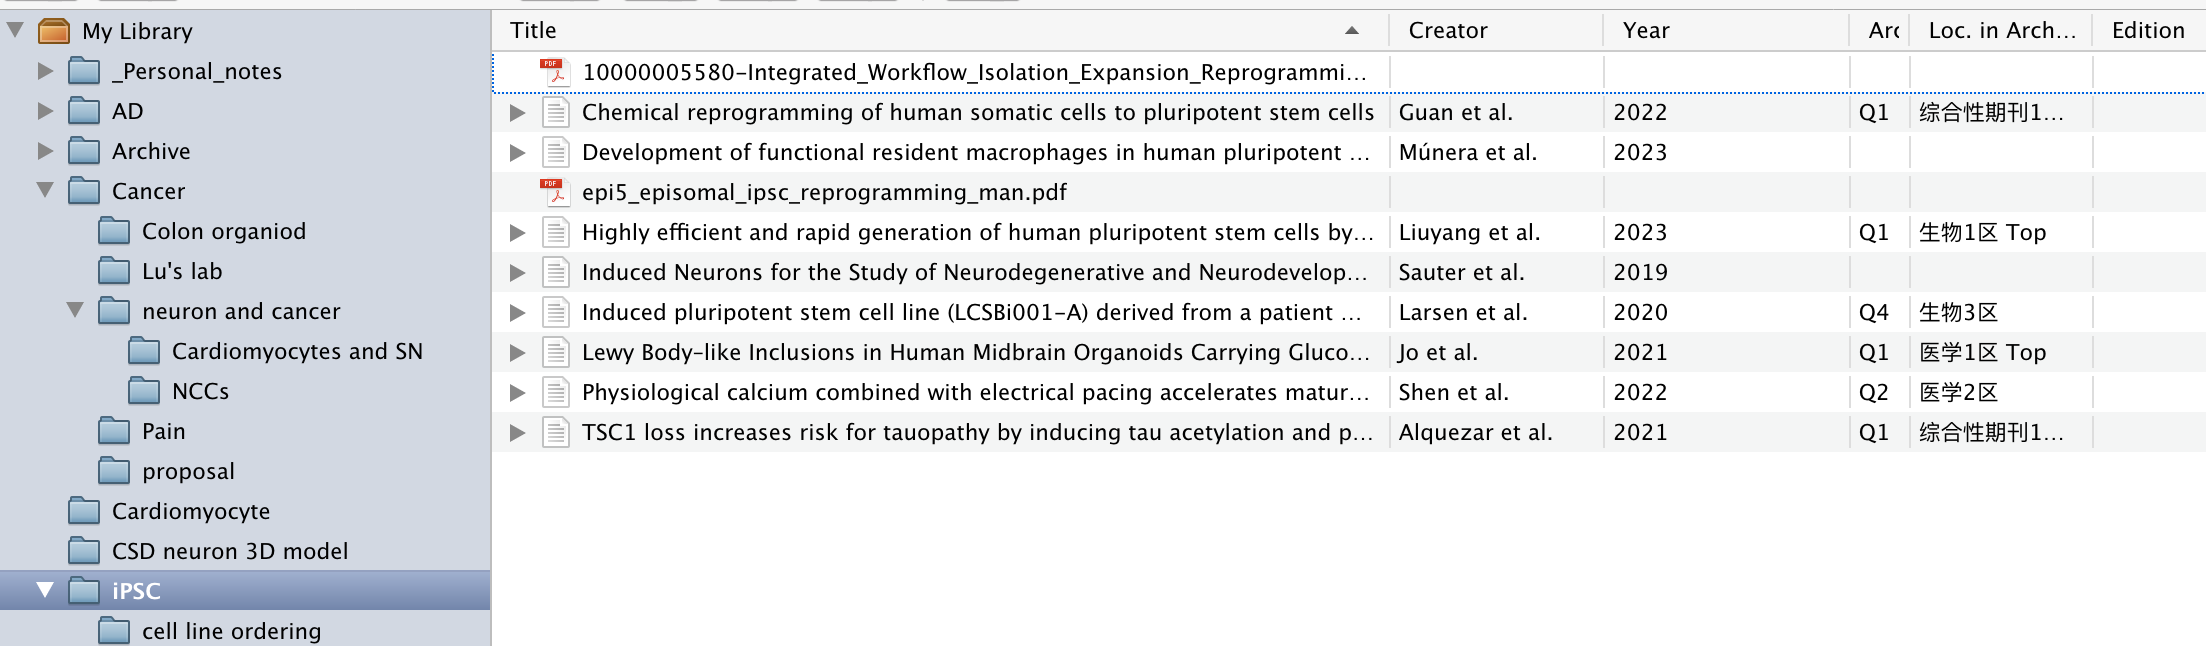 My Library
_Personal_notes
AD
Archive
Cancer
Colon organiod
Lu's lab
neuron and cancer
Cardiomyocytes and SN
NCCs
Pain
proposal
Cardiomyocyte
CSD neuron 3D model
iPSC
cell line ordering
Title Creator Year Arc Loc. in Arch... Edition
10000005580-Integrated_Workflow_Isolation_Expansion_Reprogrammi...
Chemical reprogramming of human somatic cells to pluripotent stem cells Guan et al. 2022 Q1 综合性期刊1...
Development of functional resident macrophages in human pluripotent ... Múnera et al. 2023
epi5_episomal_ipsc_reprogramming_man.pdf
Highly efficient and rapid generation of human pluripotent stem cells by... Liuyang et al. 2023 Q1 生物1区 Top
Induced Neurons for the Study of Neurodegenerative and Neurodevelop... Sauter et al. 2019
Induced pluripotent stem cell line (LCSBi001-A) derived from a patient ... Larsen et al. 2020 Q4 生物3区
Lewy Body-like Inclusions in Human Midbrain Organoids Carrying Gluco... Jo et al. 2021 Q1 医学1区 Top
Physiological calcium combined with electrical pacing accelerates matur... Shen et al. 2022 Q2 医学2区
TSC1 loss increases risk for tauopathy by inducing tau acetylation and p... Alquezar et al. 2021 Q1 综合性期刊1...